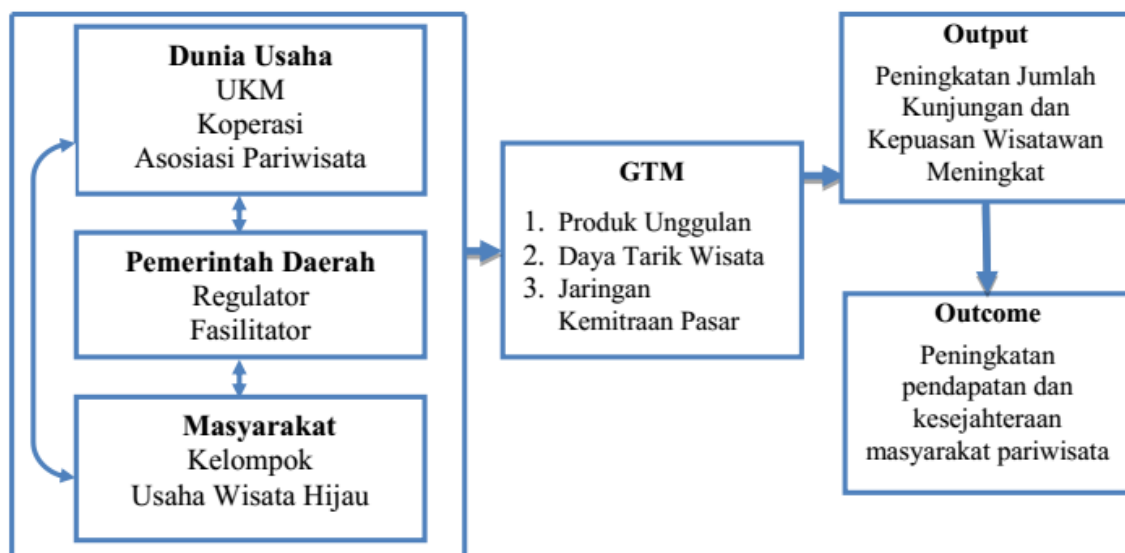 Dunia Usaha
UKM
Koperasi
Asosiasi Pariwisata
Pemerintah Daerah
Regulator
Fasilitator
Masyarakat
Kelompok
Usaha Wisata Hijau
GTM
1. Produk Unggulan
2. Daya Tarik Wisata
3. Jaringan
Kemitraan Pasar
Output
Peningkatan Jumlah
Kunjungan dan
Kepuasan Wisatawan
Meningkat
Outcome
Peningkatan
pendapatan dan
kesejahteraan
masyarakat pariwisata